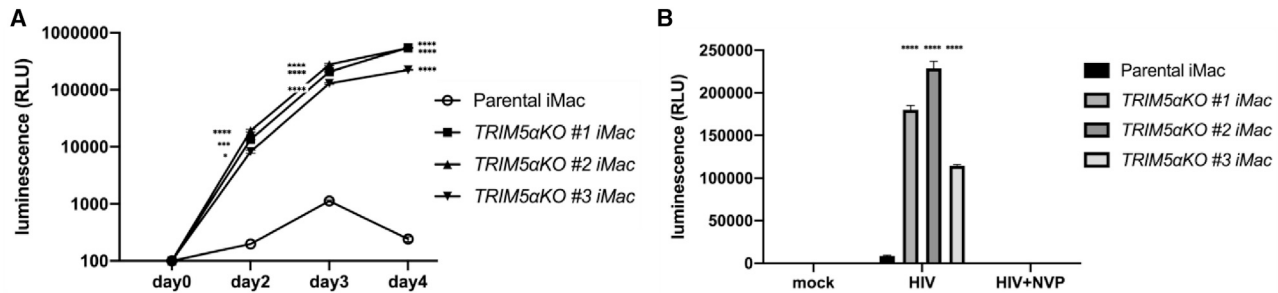 A
luminescence (RLU)
1000000
100000
10000
1000
100
day0 day2 day3 day4
****
***
*
****
****
****
****
****
****
Parental iMac
TRIM5αKO #1 iMac
TRIM5αKO #2 iMac
TRIM5αKO #3 iMac
B
luminescence (RLU)
250000
200000
150000
100000
50000
0
mock HIV HIV+NVP
**** **** ****
Parental iMac
TRIM5αKO #1 iMac
TRIM5αKO #2 iMac
TRIM5αKO #3 iMac